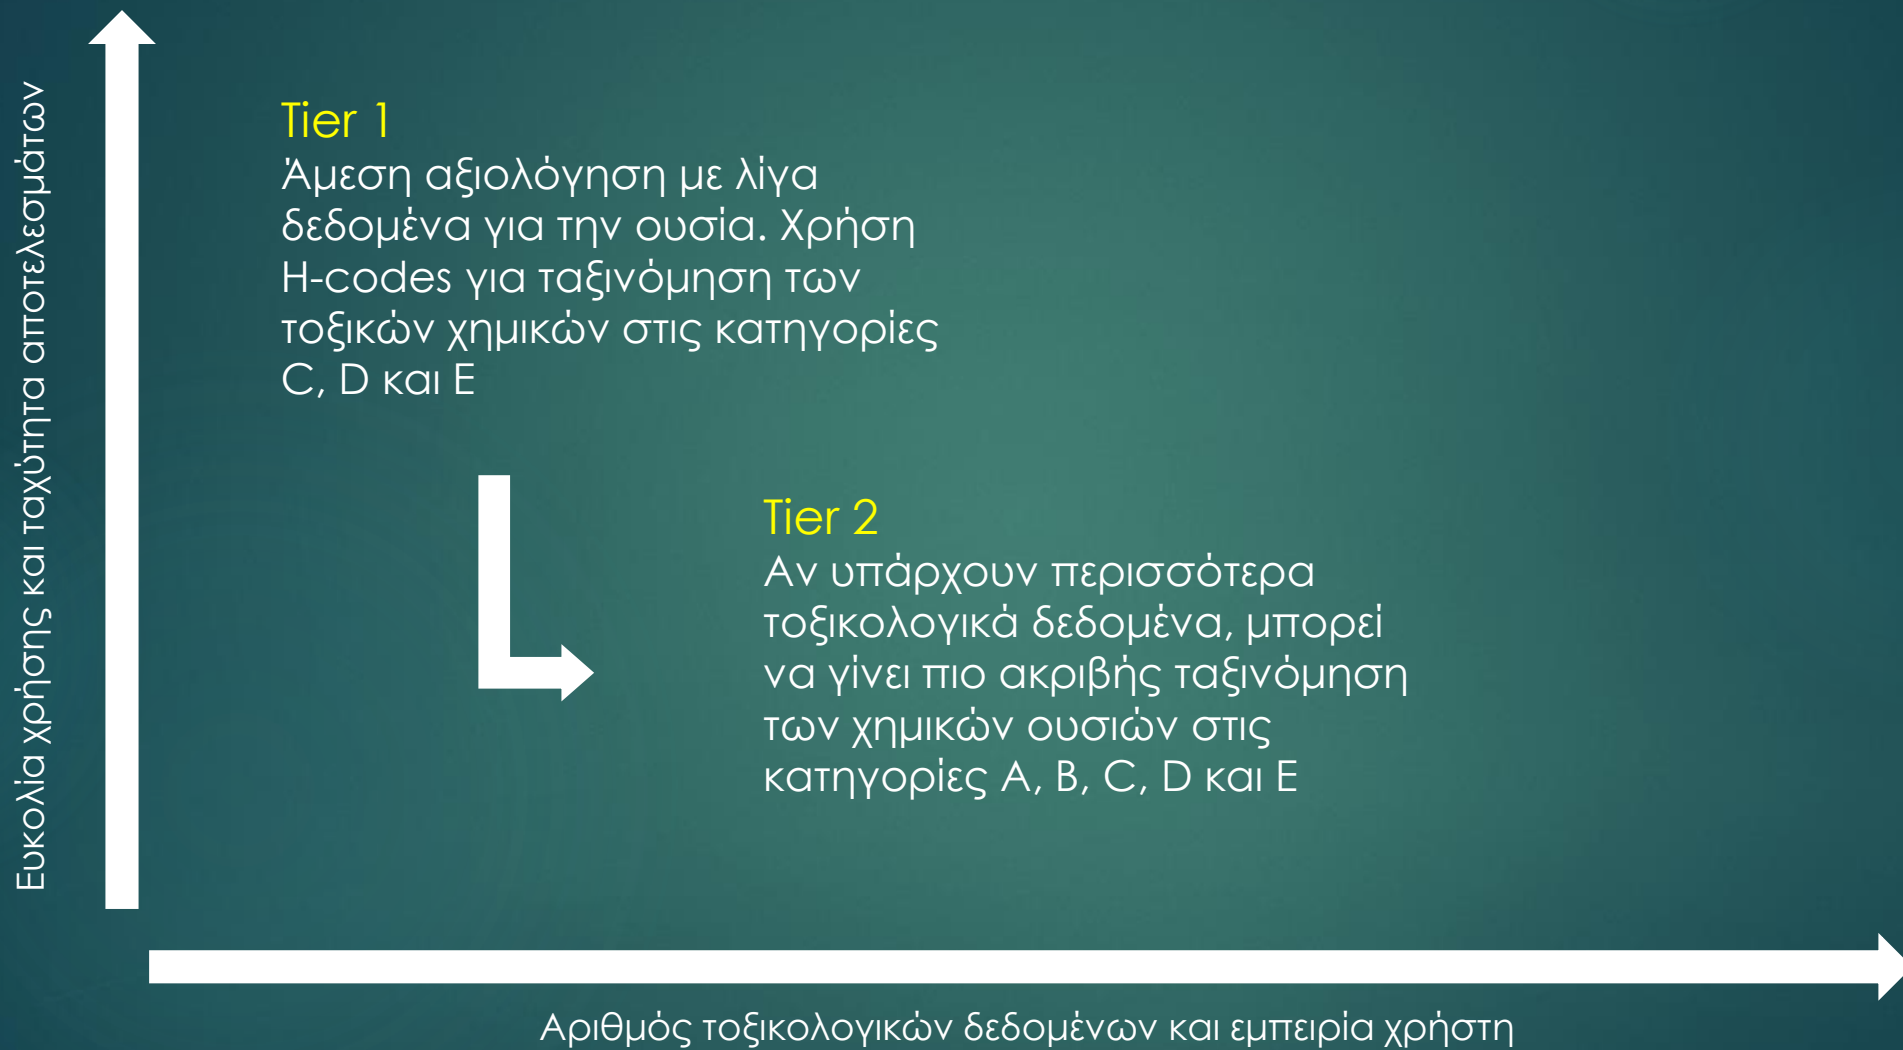 Ευκολία χρήσης και ταχύτητα αποτελεσμάτων
Tier 1
Άμεση αξιολόγηση με λίγα
δεδομένα για την ουσία. Χρήση
H-codes για ταξινόμηση των
τοξικών χημικών στις κατηγορίες
C, D και E
Tier 2
Αν υπάρχουν περισσότερα
τοξικολογικά δεδομένα, μπορεί
να γίνει πιο ακριβής ταξινόμηση
των χημικών ουσιών στις
κατηγορίες A, B, C, D και E
Αριθμός τοξικολογικών δεδομένων και εμπειρία χρήστη